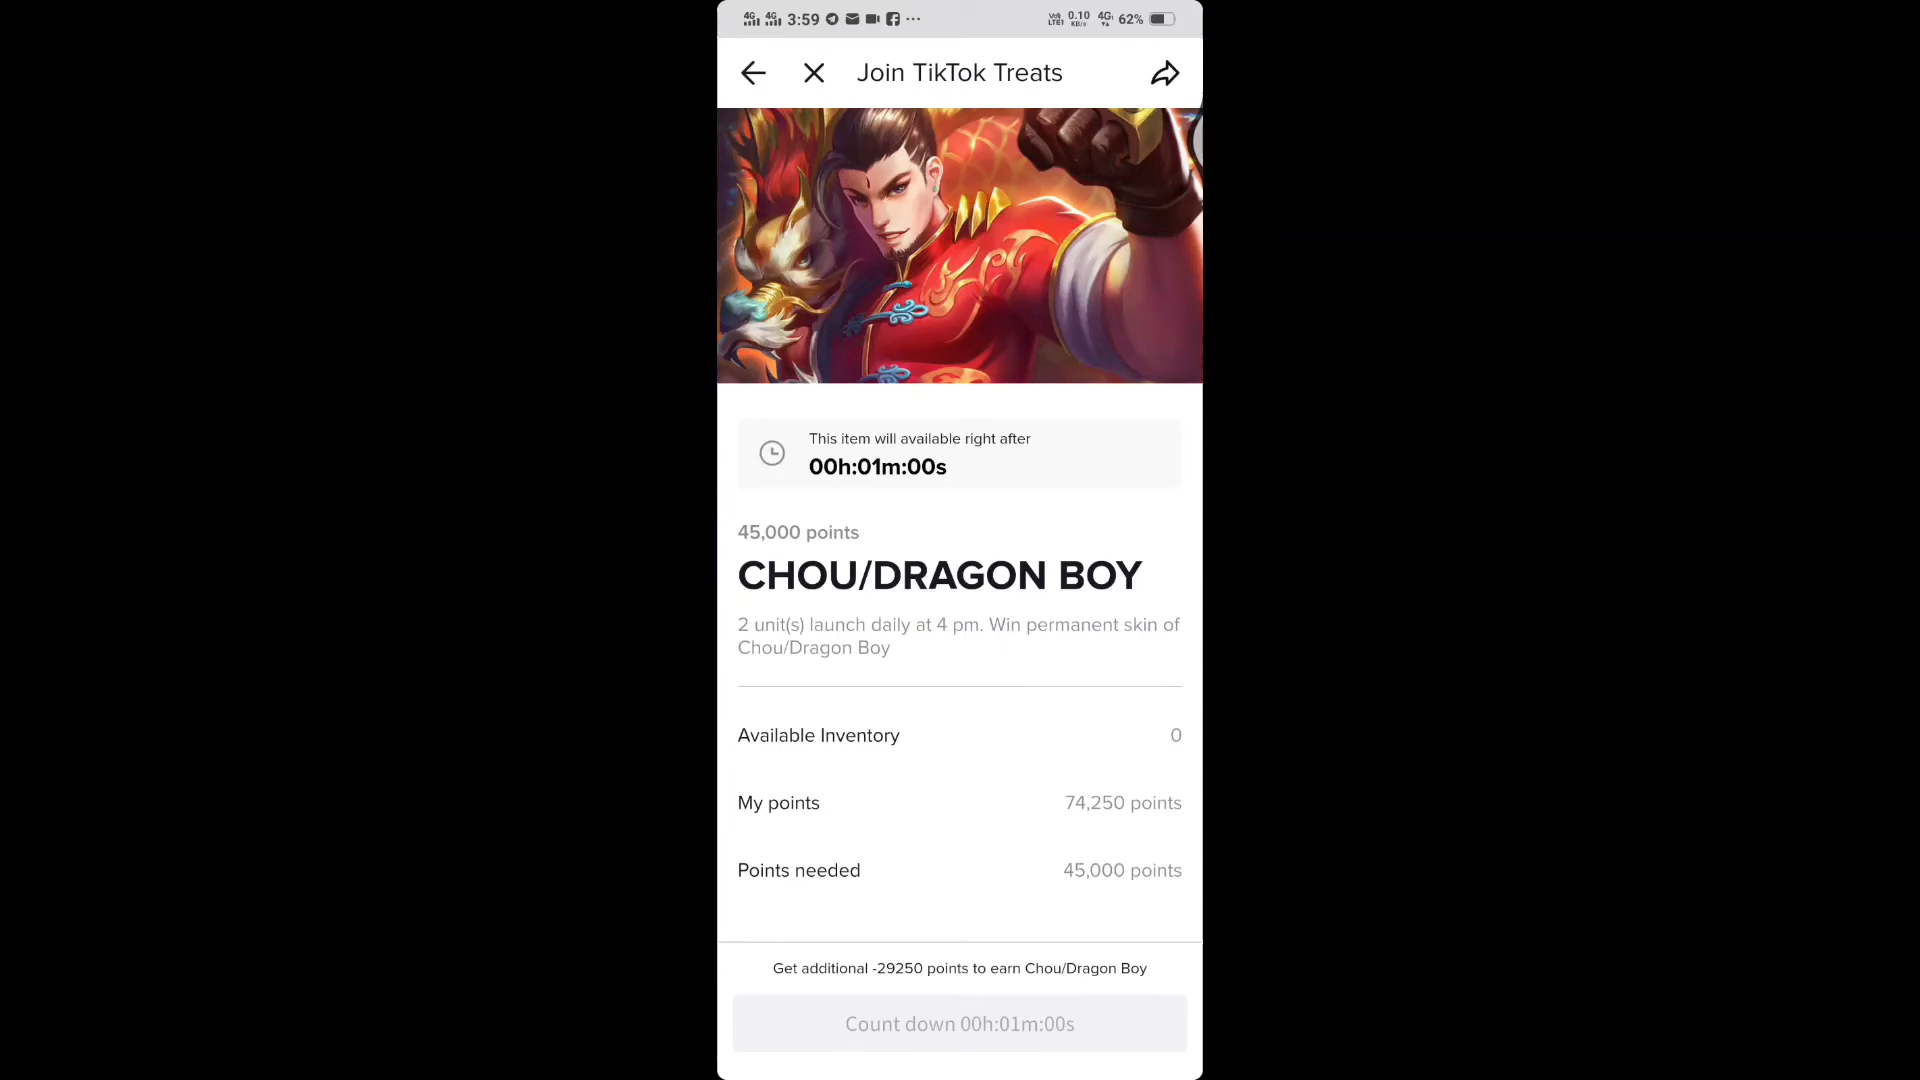 3:59 ... VoLTE1 0.10 KB/s 4G 62%
Join TikTok Treats
This item will available right after
00h:01m:00s
45,000 points
CHOU/DRAGON BOY
2 unit(s) launch daily at 4 pm. Win permanent skin of
Chou/Dragon Boy
Available Inventory 0
My points 74,250 points
Points needed 45,000 points
Get additional -29250 points to earn Chou/Dragon Boy
Count down 00h:01m:00s